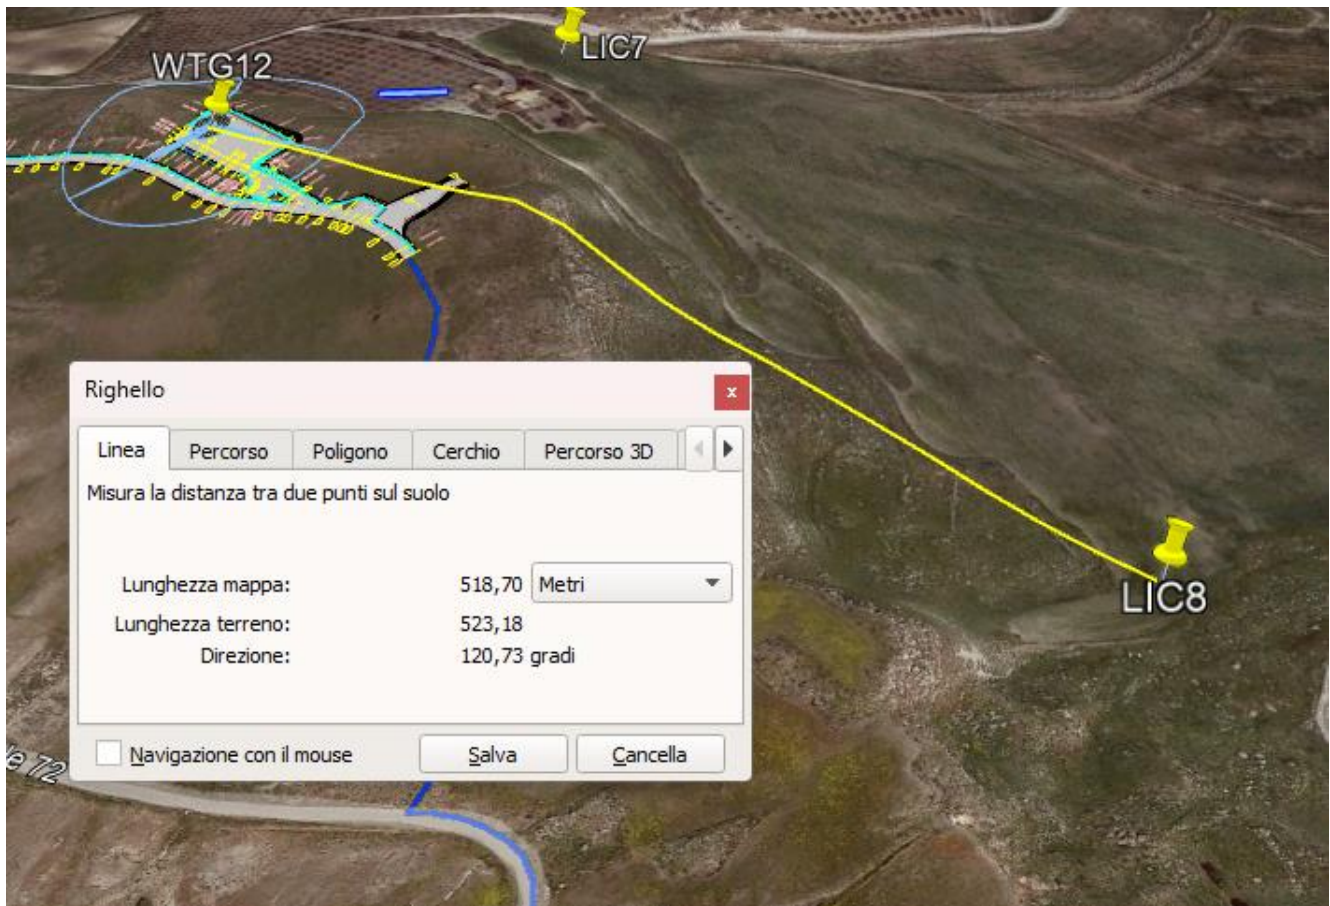 LIC7
WTG12
Righello
x
Linea Percorso Poligono Cerchio Percorso 3D
Misura la distanza tra due punti sul suolo
Lunghezza mappa: 518,70 Metri
Lunghezza terreno: 523,18
Direzione: 120,73 gradi
LIC8
Navigazione con il mouse Salva Cancella
72